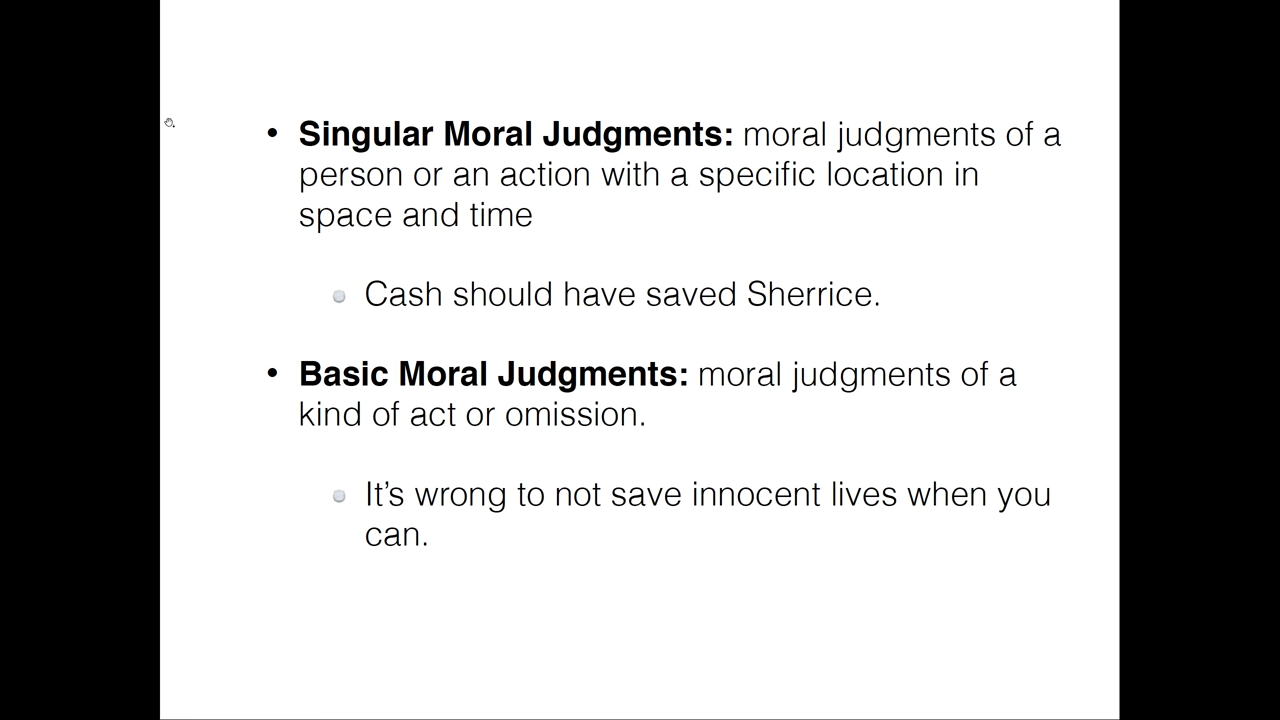 • Singular Moral Judgments: moral judgments of a
person or an action with a specific location in
space and time
Cash should have saved Sherrice.
• Basic Moral Judgments: moral judgments of a
kind of act or omission.
It’s wrong to not save innocent lives when you
can.